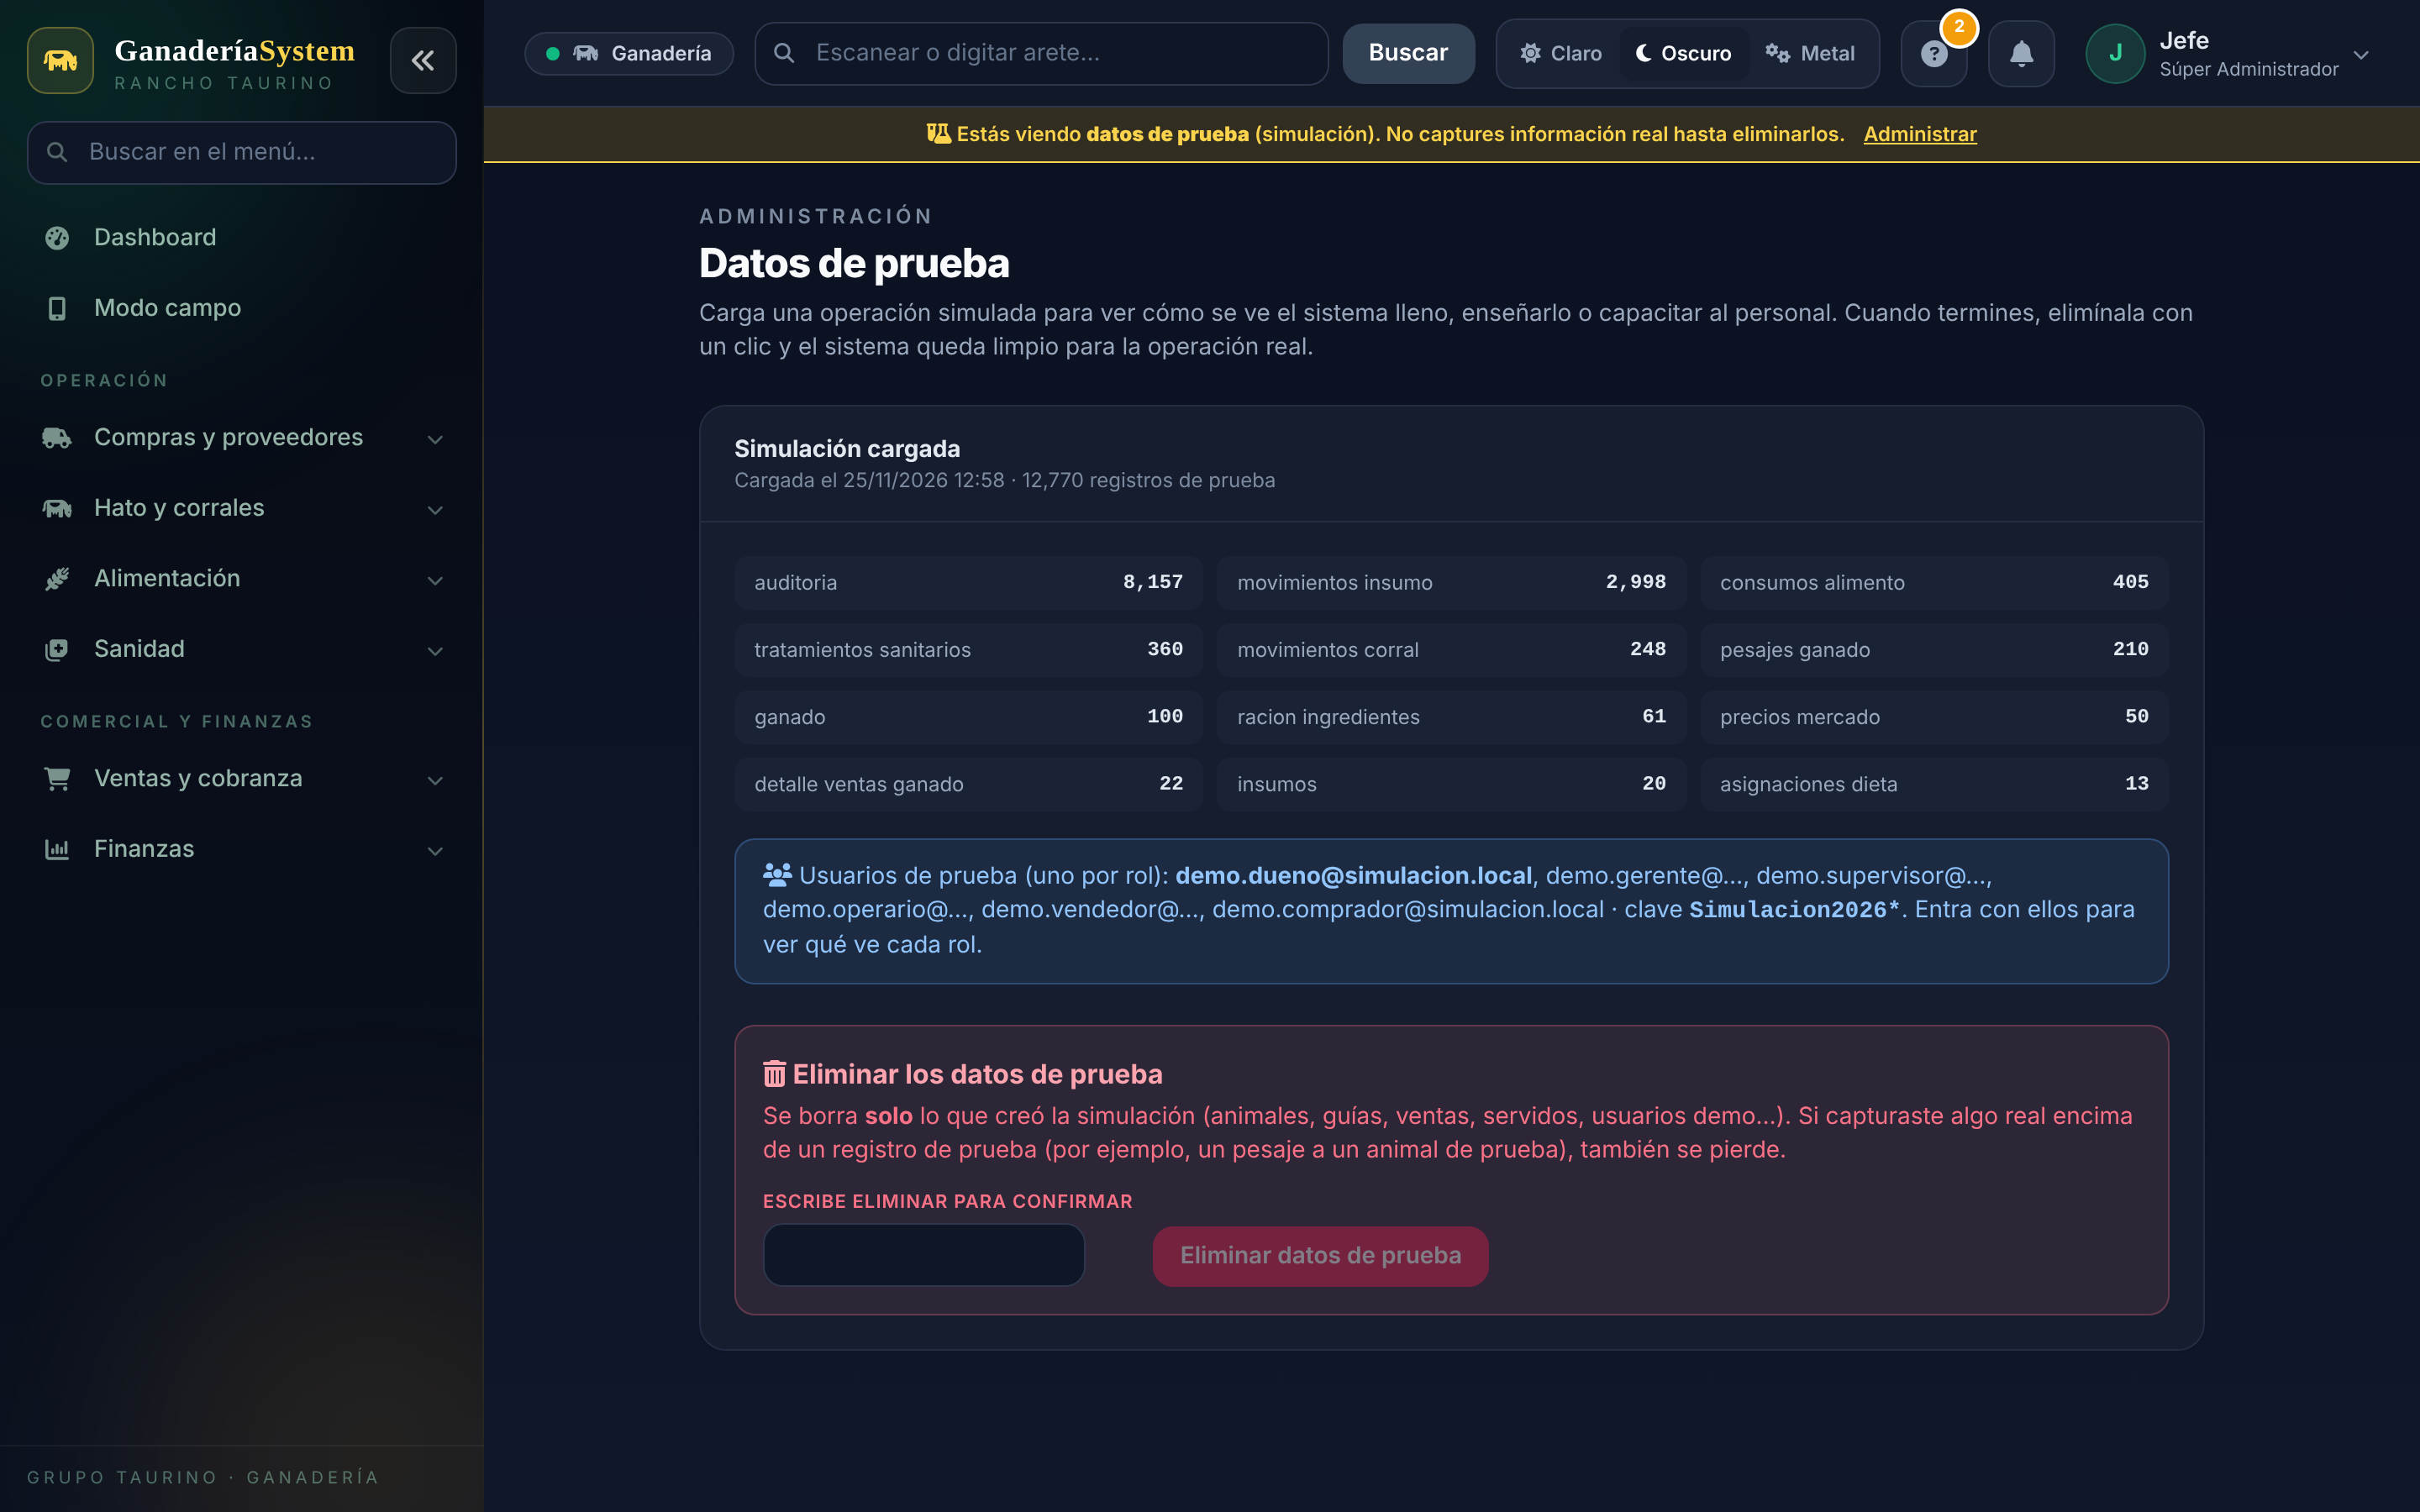 GanaderíaSystem
RANCHO TAURINO
Buscar en el menú...
Dashboard
Modo campo
OPERACIÓN
Compras y proveedores
Hato y corrales
Alimentación
Sanidad
COMERCIAL Y FINANZAS
Ventas y cobranza
Finanzas
GRUPO TAURINO · GANADERÍA
Ganadería
Escanear o digitar arete...
Buscar
Claro
Oscuro
Metal
2
J
Jefe
Súper Administrador
Estás viendo datos de prueba (simulación). No captures información real hasta eliminarlos. Administrar
ADMINISTRACIÓN
Datos de prueba
Carga una operación simulada para ver cómo se ve el sistema lleno, enseñarlo o capacitar al personal. Cuando termines, elimínala con
un clic y el sistema queda limpio para la operación real.
Simulación cargada
Cargada el 25/11/2026 12:58 · 12,770 registros de prueba
auditoria 8,157
movimientos insumo 2,998
consumos alimento 405
tratamientos sanitarios 360
movimientos corral 248
pesajes ganado 210
ganado 100
racion ingredientes 61
precios mercado 50
detalle ventas ganado 22
insumos 20
asignaciones dieta 13
Usuarios de prueba (uno por rol): demo.dueno@simulacion.local, demo.gerente@..., demo.supervisor@...,
demo.operario@..., demo.vendedor@..., demo.comprador@simulacion.local · clave Simulacion2026*. Entra con ellos para
ver qué ve cada rol.
Eliminar los datos de prueba
Se borra solo lo que creó la simulación (animales, guías, ventas, servidos, usuarios demo...). Si capturaste algo real encima
de un registro de prueba (por ejemplo, un pesaje a un animal de prueba), también se pierde.
ESCRIBE ELIMINAR PARA CONFIRMAR
Eliminar datos de prueba